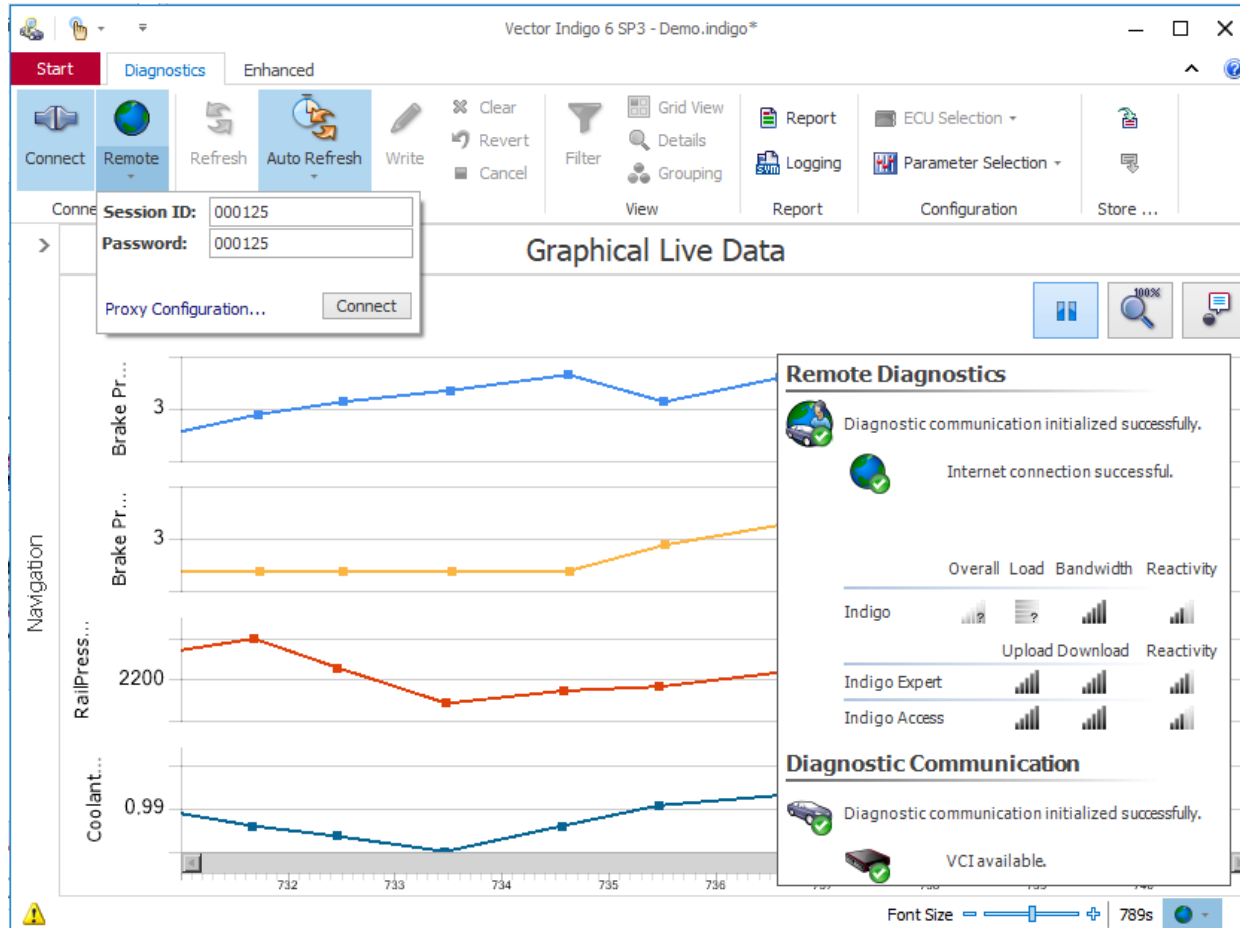 Vector Indigo 6 SP3 - Demo.indigo*
Start Diagnostics Enhanced
Connect Remote Refresh Auto Refresh Write
Clear
Revert
Cancel
Filter
Grid View
Details
Grouping
Report
Logging
ECU Selection
Parameter Selection
Conne View Report Configuration Store ...
Session ID: 000125
Password: 000125
Proxy Configuration... Connect
Graphical Live Data
100%
Navigation
Brake Pr...
3
Brake Pr...
3
RailPress...
2200
Coolant...
0,99
732 733 734 735 736
Remote Diagnostics
Diagnostic communication initialized successfully.
Internet connection successful.
Overall Load Bandwidth Reactivity
Indigo ? ?
Upload Download Reactivity
Indigo Expert
Indigo Access
Diagnostic Communication
Diagnostic communication initialized successfully.
VCI available.
Font Size 789s